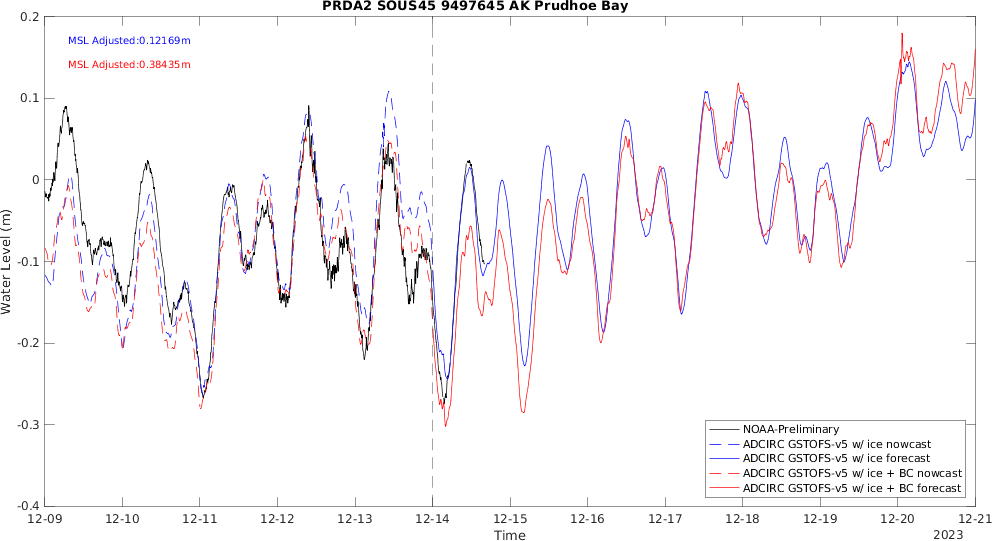 PRDA2 SOUS45 9497645 AK Prudhoe Bay
MSL Adjusted:0.12169m
MSL Adjusted:0.38435m
Water Level (m)
0.2
0.1
0
-0.1
-0.2
-0.3
-0.4
NOAA-Preliminary
ADCIRC GSTOFS-v5 w/ ice nowcast
ADCIRC GSTOFS-v5 w/ ice forecast
ADCIRC GSTOFS-v5 w/ ice + BC nowcast
ADCIRC GSTOFS-v5 w/ ice + BC forecast
12-09 12-10 12-11 12-12 12-13 12-14 12-15 12-16 12-17 12-18 12-19 12-20 12-21
Time
2023